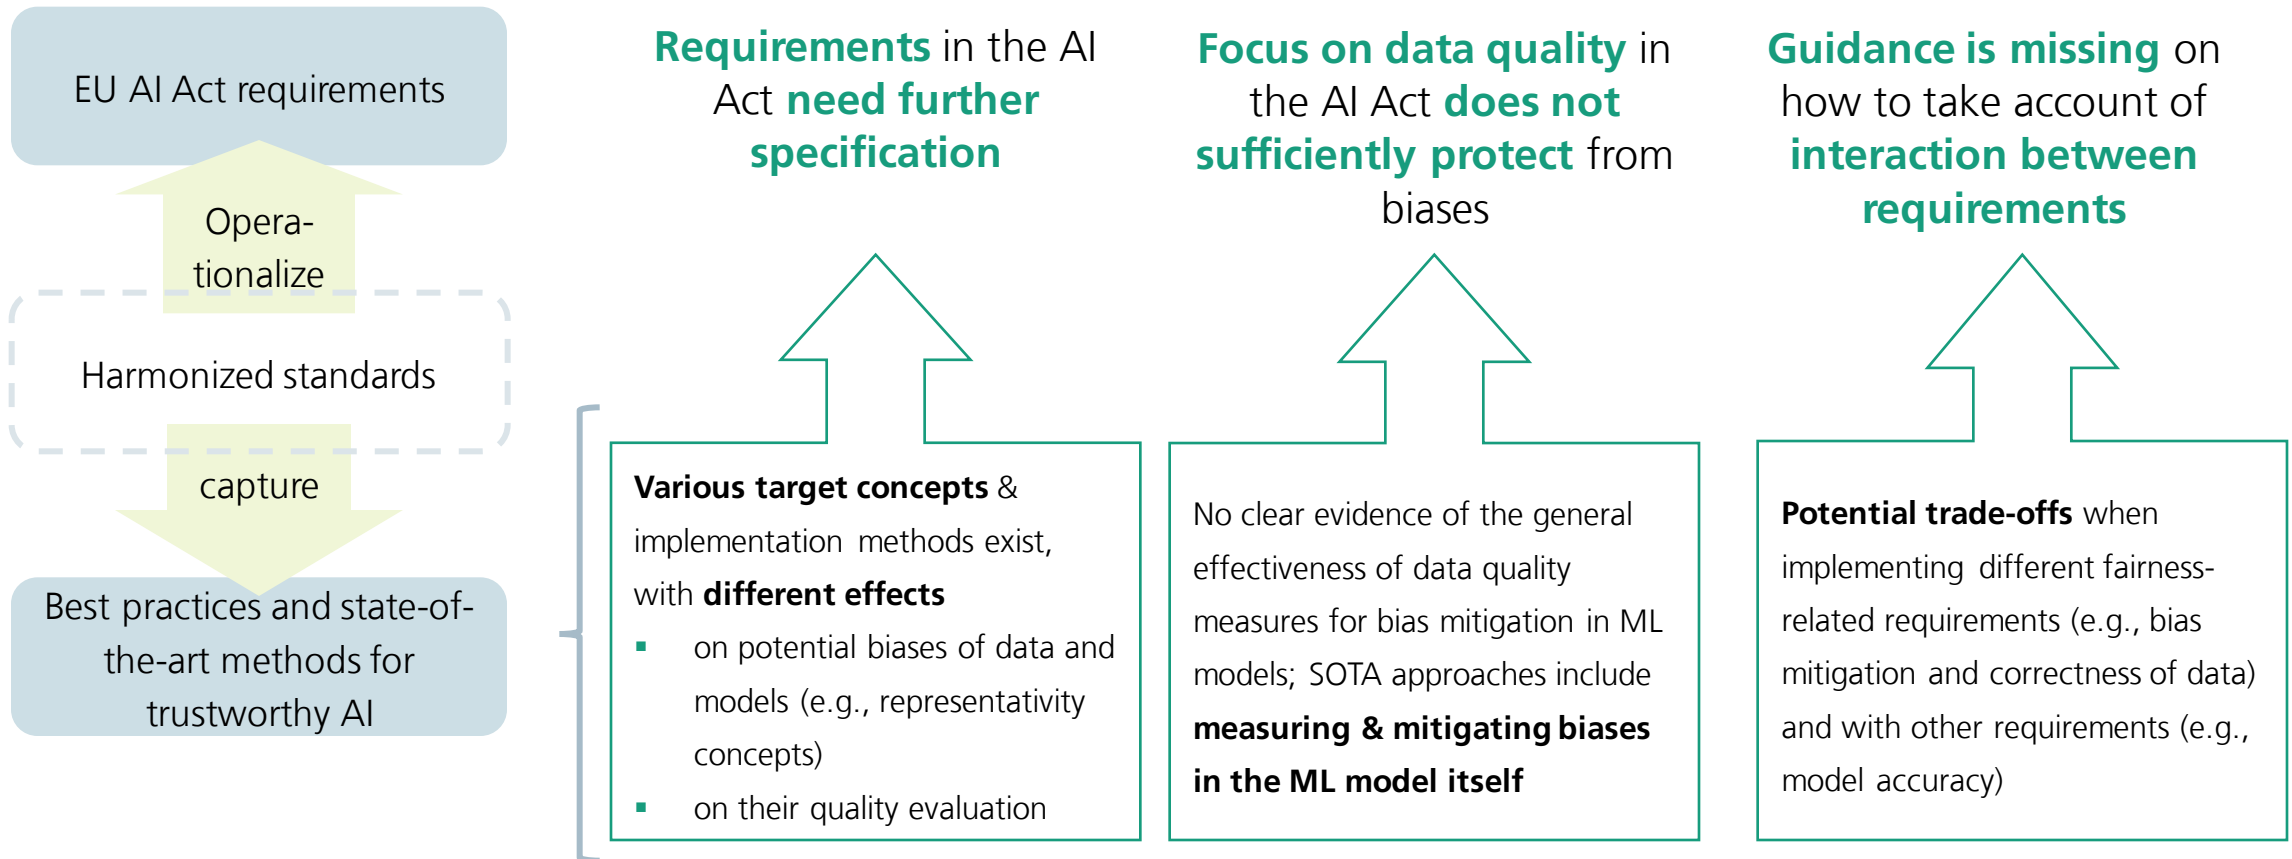 EU AI Act requirements
Opera-
tionalize
Harmonized standards
capture
Best practices and state-of-
the-art methods for
trustworthy AI
Requirements in the AI
Act need further
specification
Various target concepts &
implementation methods exist,
with different effects
▪ on potential biases of data and
models (e.g., representativity
concepts)
▪ on their quality evaluation
Focus on data quality in
the AI Act does not
sufficiently protect from
biases
No clear evidence of the general
effectiveness of data quality
measures for bias mitigation in ML
models; SOTA approaches include
measuring & mitigating biases
in the ML model itself
Guidance is missing on
how to take account of
interaction between
requirements
Potential trade-offs when
implementing different fairness-
related requirements (e.g., bias
mitigation and correctness of data)
and with other requirements (e.g.,
model accuracy)